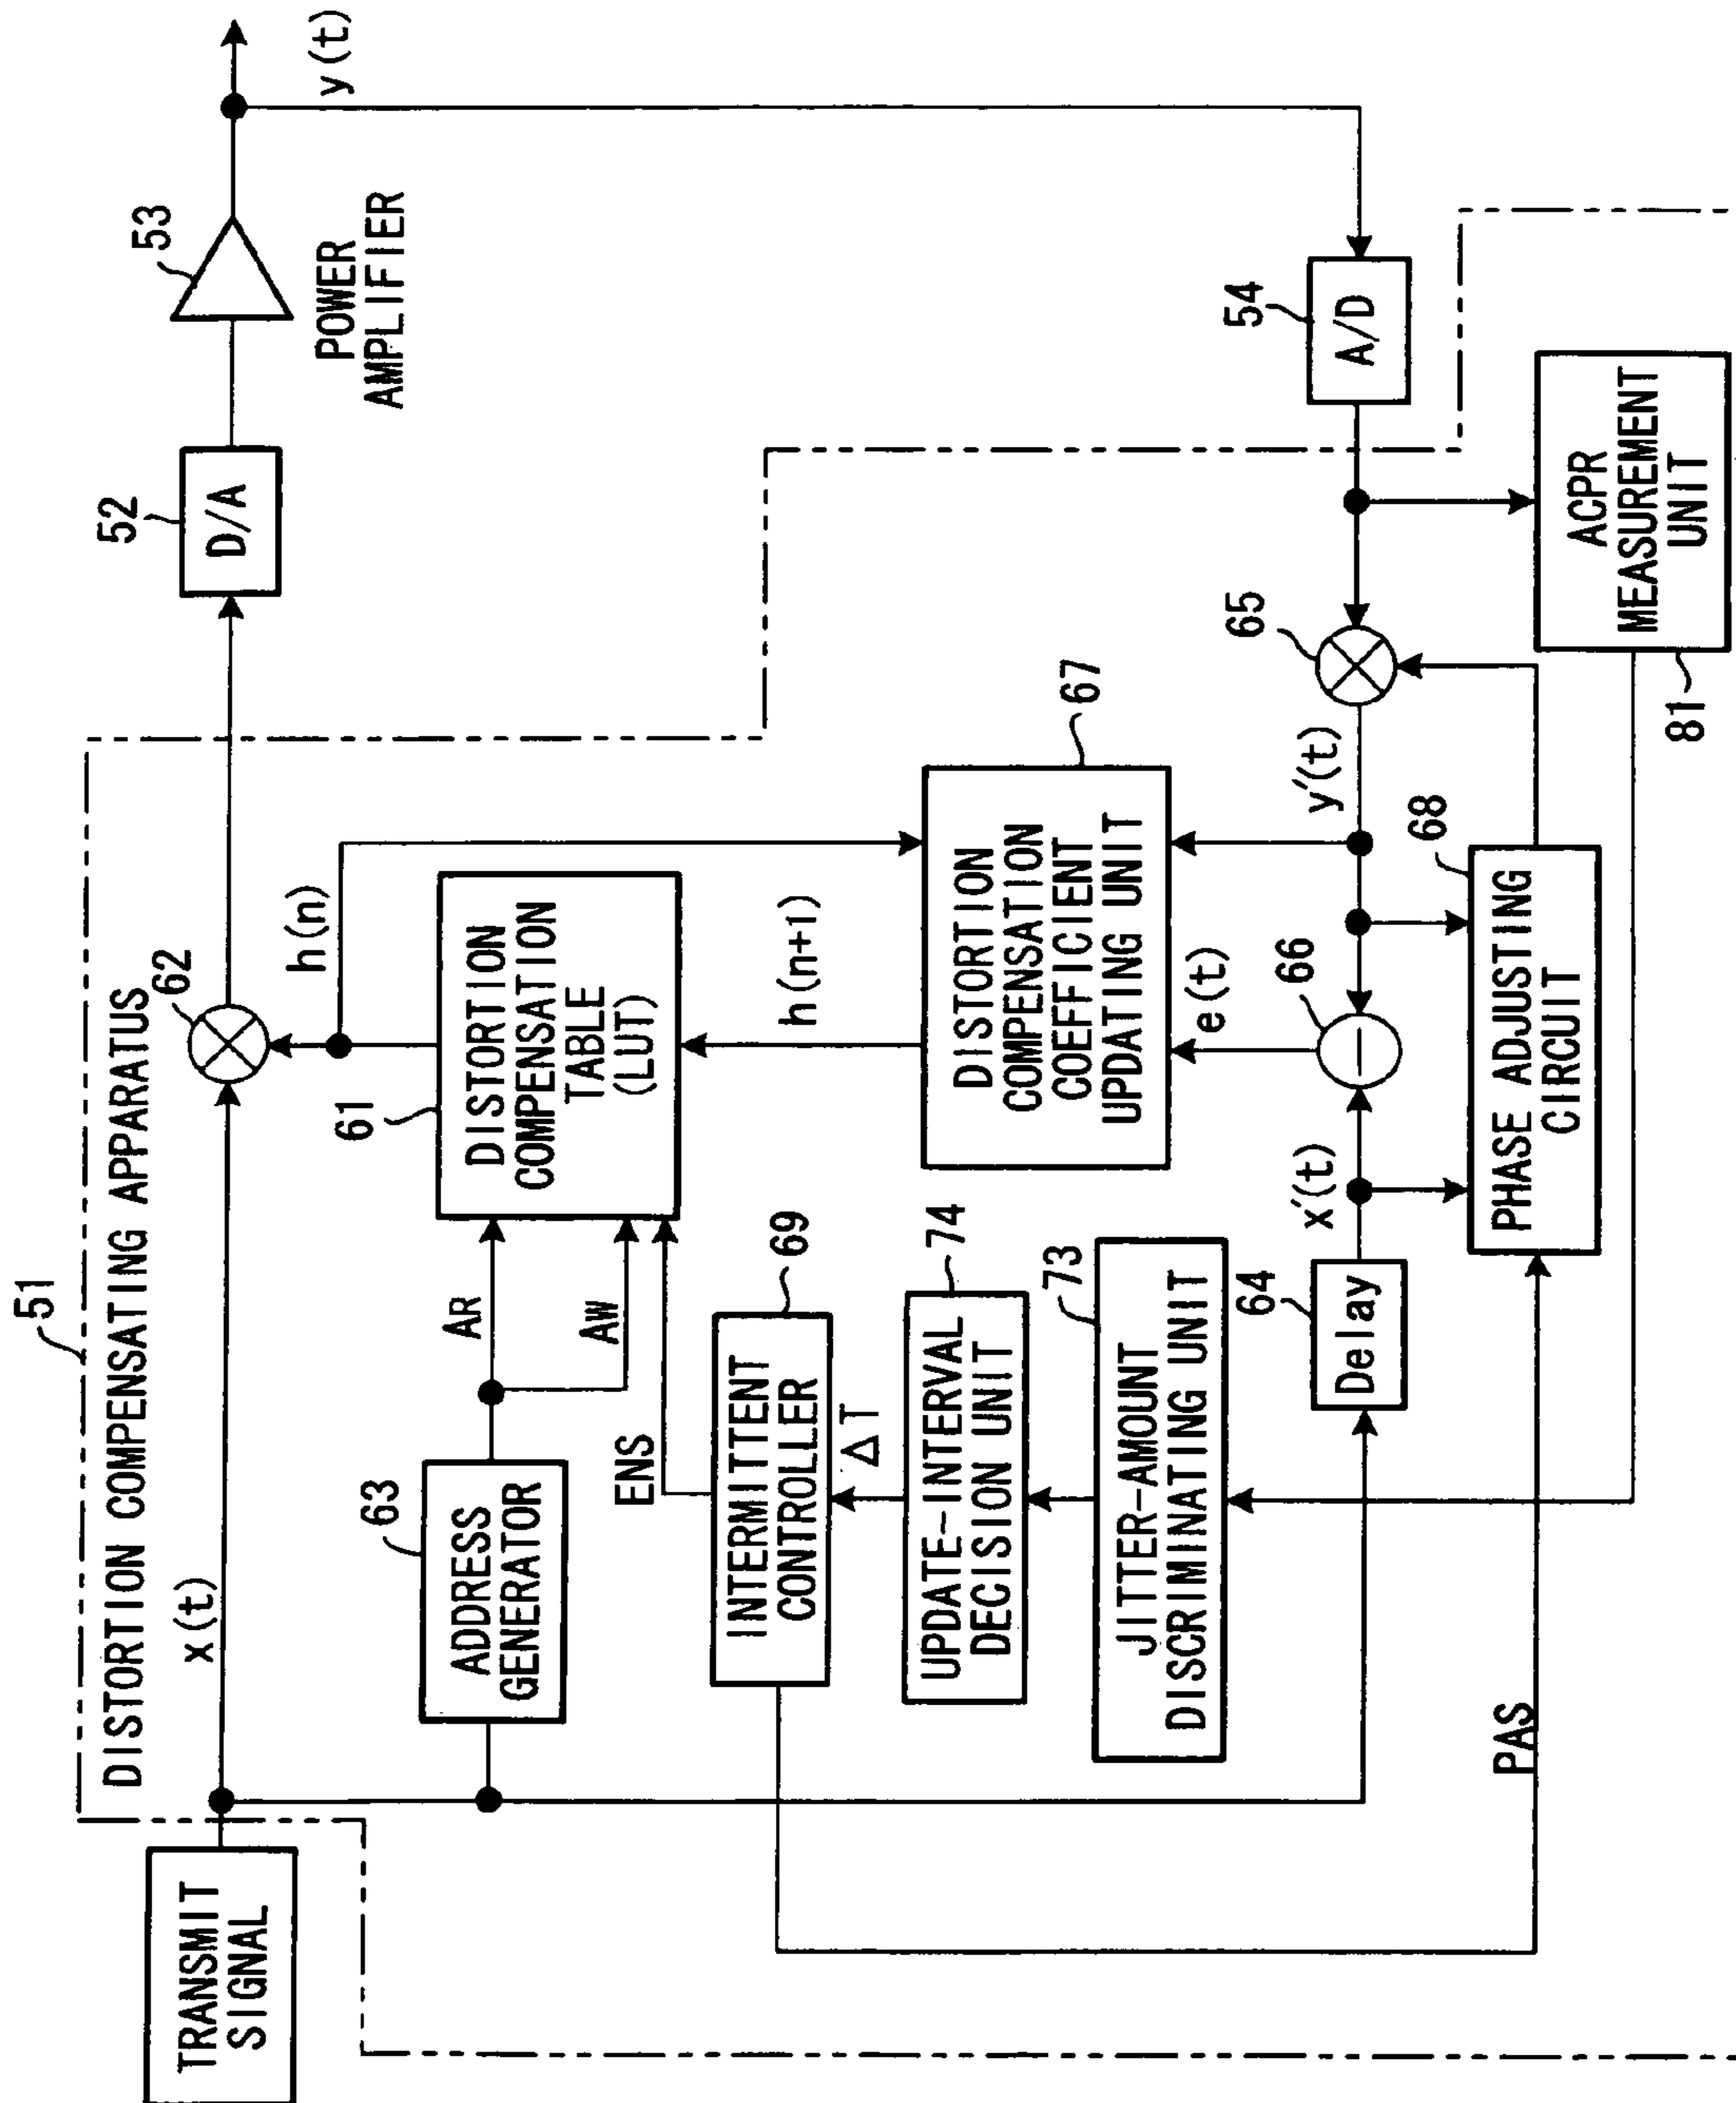 51
DISTORTION COMPENSATING APPARATUS
TRANSMIT
SIGNAL
x(t)
62
52
D/A
53
POWER
AMPLIFIER
y(t)
h(n)
63
ADDRESS
GENERATOR
AR
AW
ENS
61
DISTORTION
COMPENSATION
TABLE
(LUT)
h(n+1)
69
INTERMITTENT
CONTROLLER
ΔT
74
UPDATE-INTERVAL
DECISION UNIT
73
JITTER-AMOUNT
DISCRIMINATING UNIT
67
DISTORTION
COMPENSATION
COEFFICIENT
UPDATING UNIT
e(t)
y'(t)
64
Delay
x'(t)
66
65
54
A/D
68
PHASE ADJUSTING
CIRCUIT
PAS
ACPR
MEASUREMENT
UNIT
81